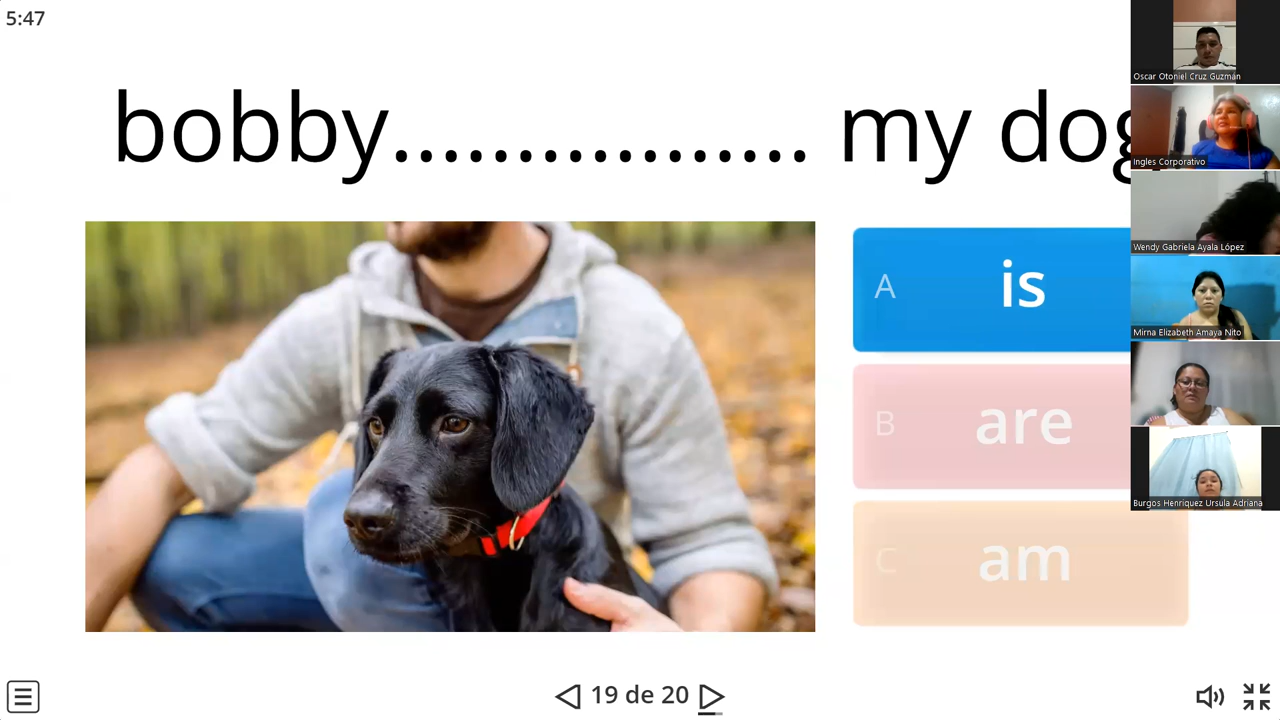 5:47
bobby................. my dog
A is
B are
C am
19 de 20
Oscar Otoniel Cruz Guzmán
Ingles Corporativo
Wendy Gabriela Ayala López
Mirna Elizabeth Amaya Nito
Burgos Henriquez Ursula Adriana